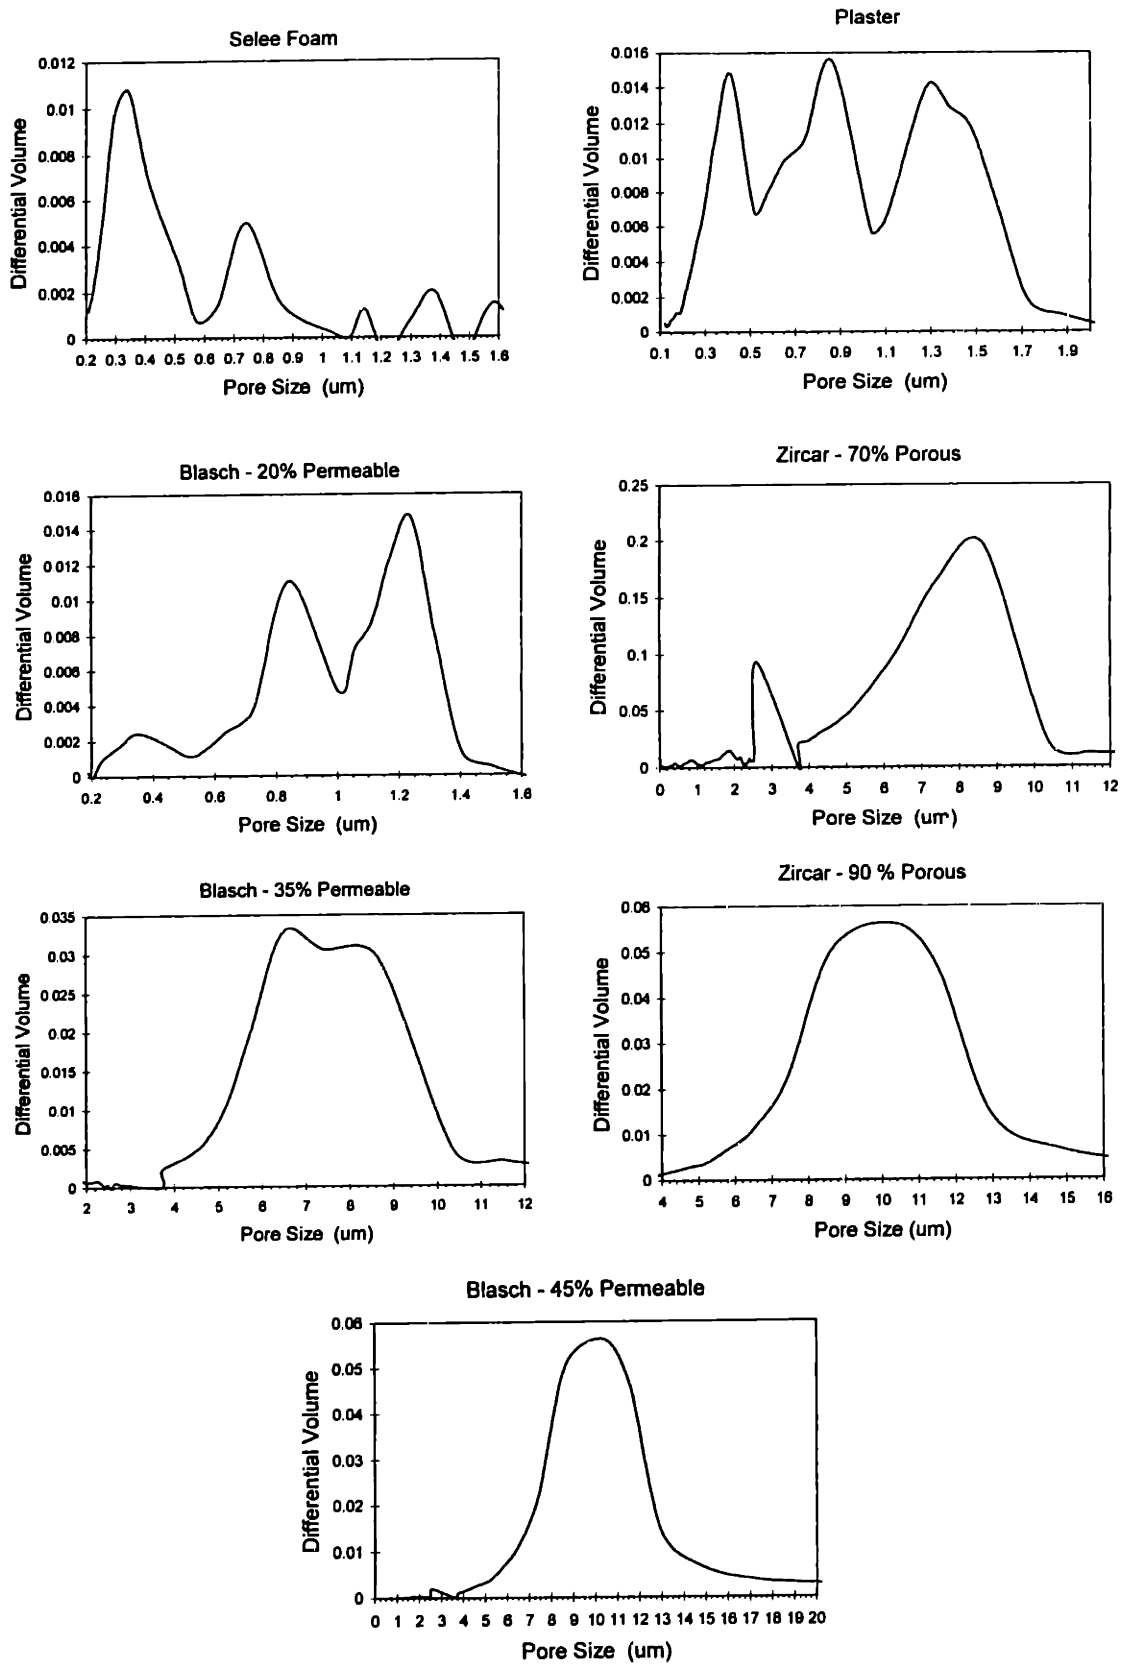 Selee Foam
0.012
0.01
0.008
0.006
0.004
0.002
0
Differential Volume
0.2 0.3 0.4 0.5 0.6 0.7 0.8 0.9 1 1.1 1.2 1.3 1.4 1.5 1.6
Pore Size (um)
Plaster
0.016
0.014
0.012
0.01
0.008
0.006
0.004
0.002
0
Differential Volume
0.1 0.3 0.5 0.7 0.9 1.1 1.3 1.5 1.7 1.9
Pore Size (um)
Blasch - 20% Permeable
0.016
0.014
0.012
0.01
0.008
0.006
0.004
0.002
0
Differential Volume
0.2 0.4 0.6 0.8 1 1.2 1.4 1.6
Pore Size (um)
Zircar - 70% Porous
0.25
0.2
0.15
0.1
0.05
0
Differential Volume
0 1 2 3 4 5 6 7 8 9 10 11 12
Pore Size (um)
Blasch - 35% Permeable
0.035
0.03
0.025
0.02
0.015
0.01
0.005
0
Differential Volume
2 3 4 5 6 7 8 9 10 11 12
Pore Size (um)
Zircar - 90 % Porous
0.06
0.05
0.04
0.03
0.02
0.01
0
Differential Volume
4 5 6 7 8 9 10 11 12 13 14 15 16
Pore Size (um)
Blasch - 45% Permeable
0.06
0.05
0.04
0.03
0.02
0.01
0
Differential Volume
0 1 2 3 4 5 6 7 8 9 10 11 12 13 14 15 16 17 18 19 20
Pore Size (um)